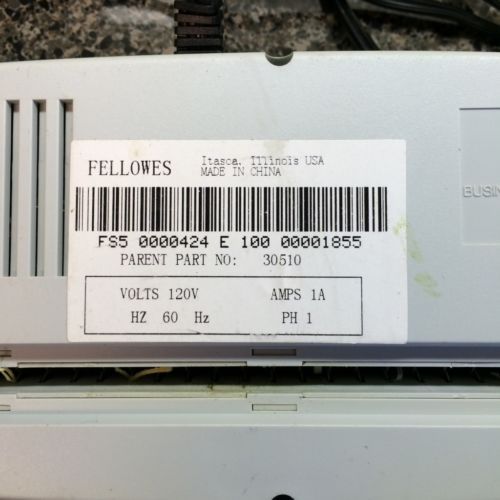 FELLOWES
Itasca, Illinois USA
MADE IN CHINA
FS5 0000424 E 100 00001855
PARENT PART NO: 30510
VOLTS 120V AMPS 1A
HZ 60 Hz PH 1